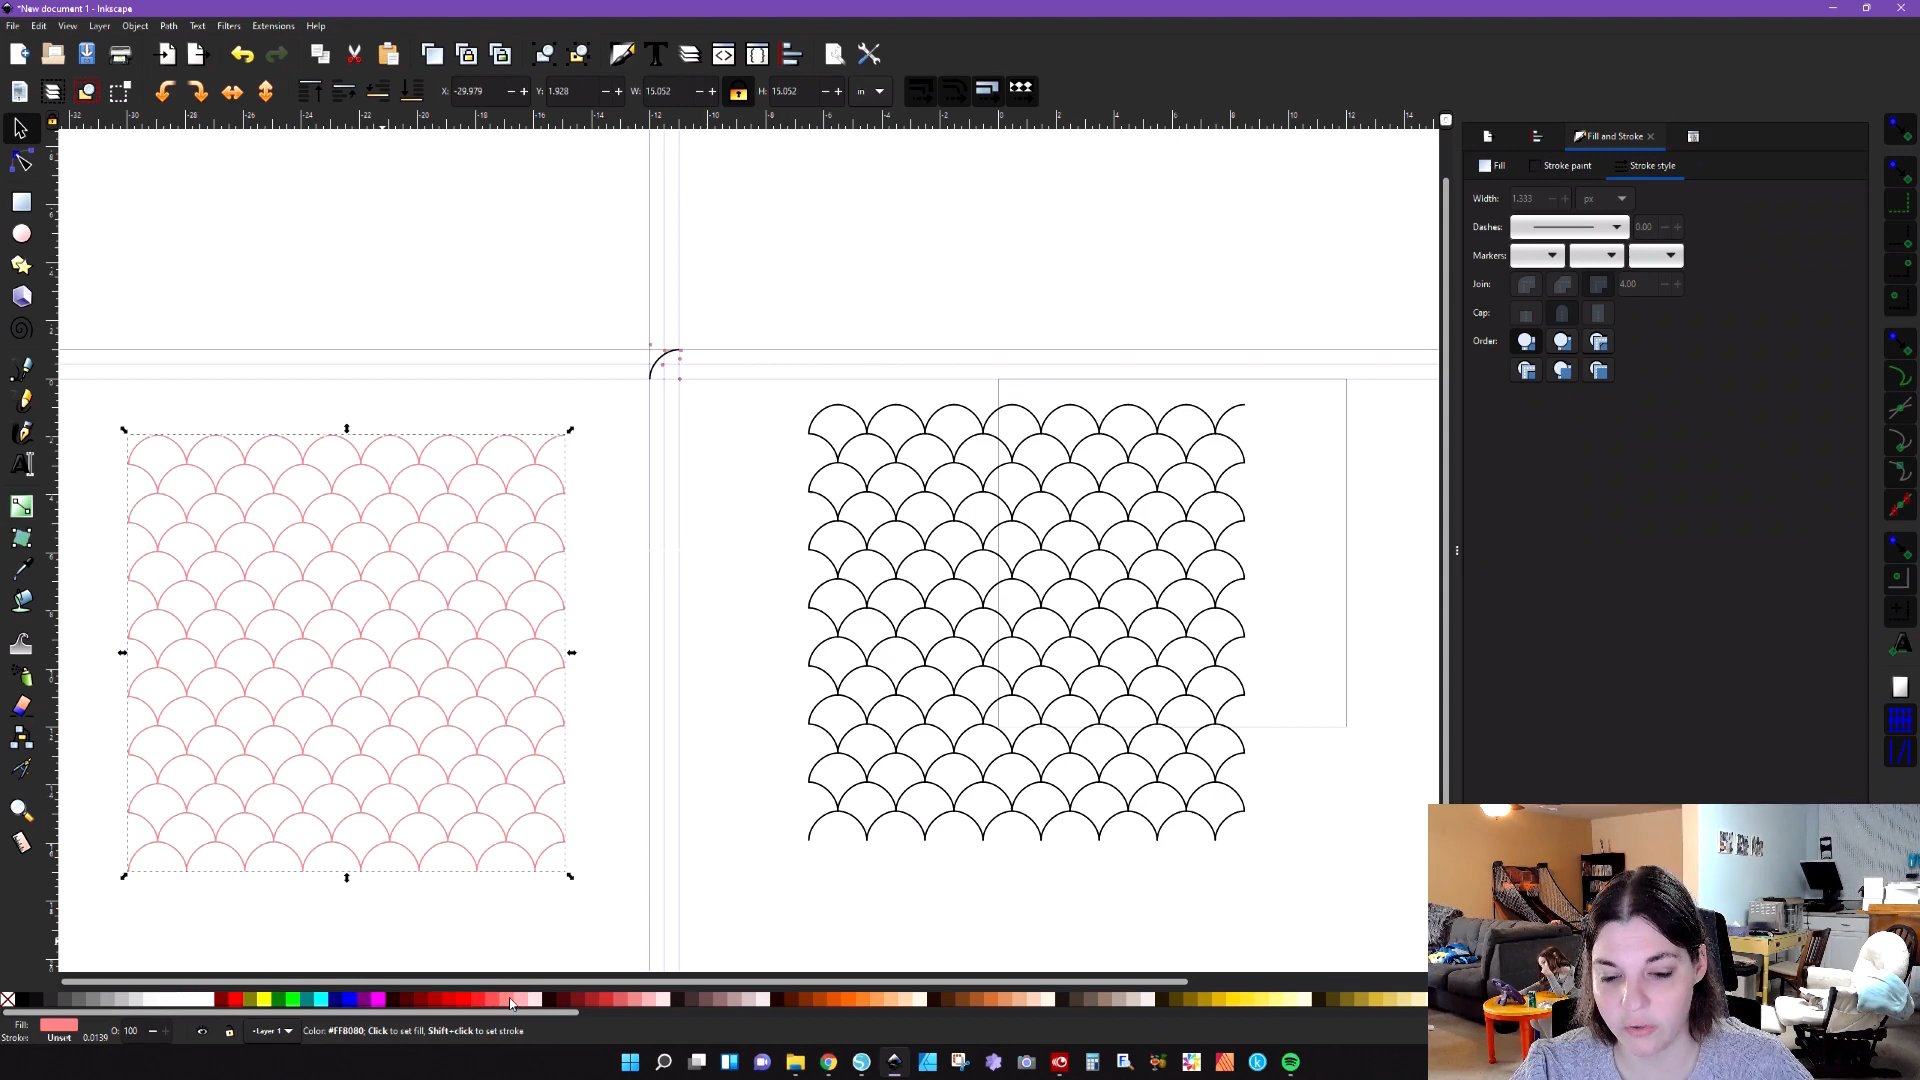 *New document 1 - Inkscape
File Edit View Layer Object Path Text Filters Extensions Help
X: -29.979 Y: 1.928 W: 15.052 H: 15.052 in
Fill and Stroke
Fill Stroke paint Stroke style
Width: 1.333 px
Dashes: 0.00
Markers:
Join: 4.00
Cap:
Order:
Fill:
Stroke: Unset 0.0139 O: 100 Layer 1 Color: #FF8080; Click to set fill, Shift+click to set stroke